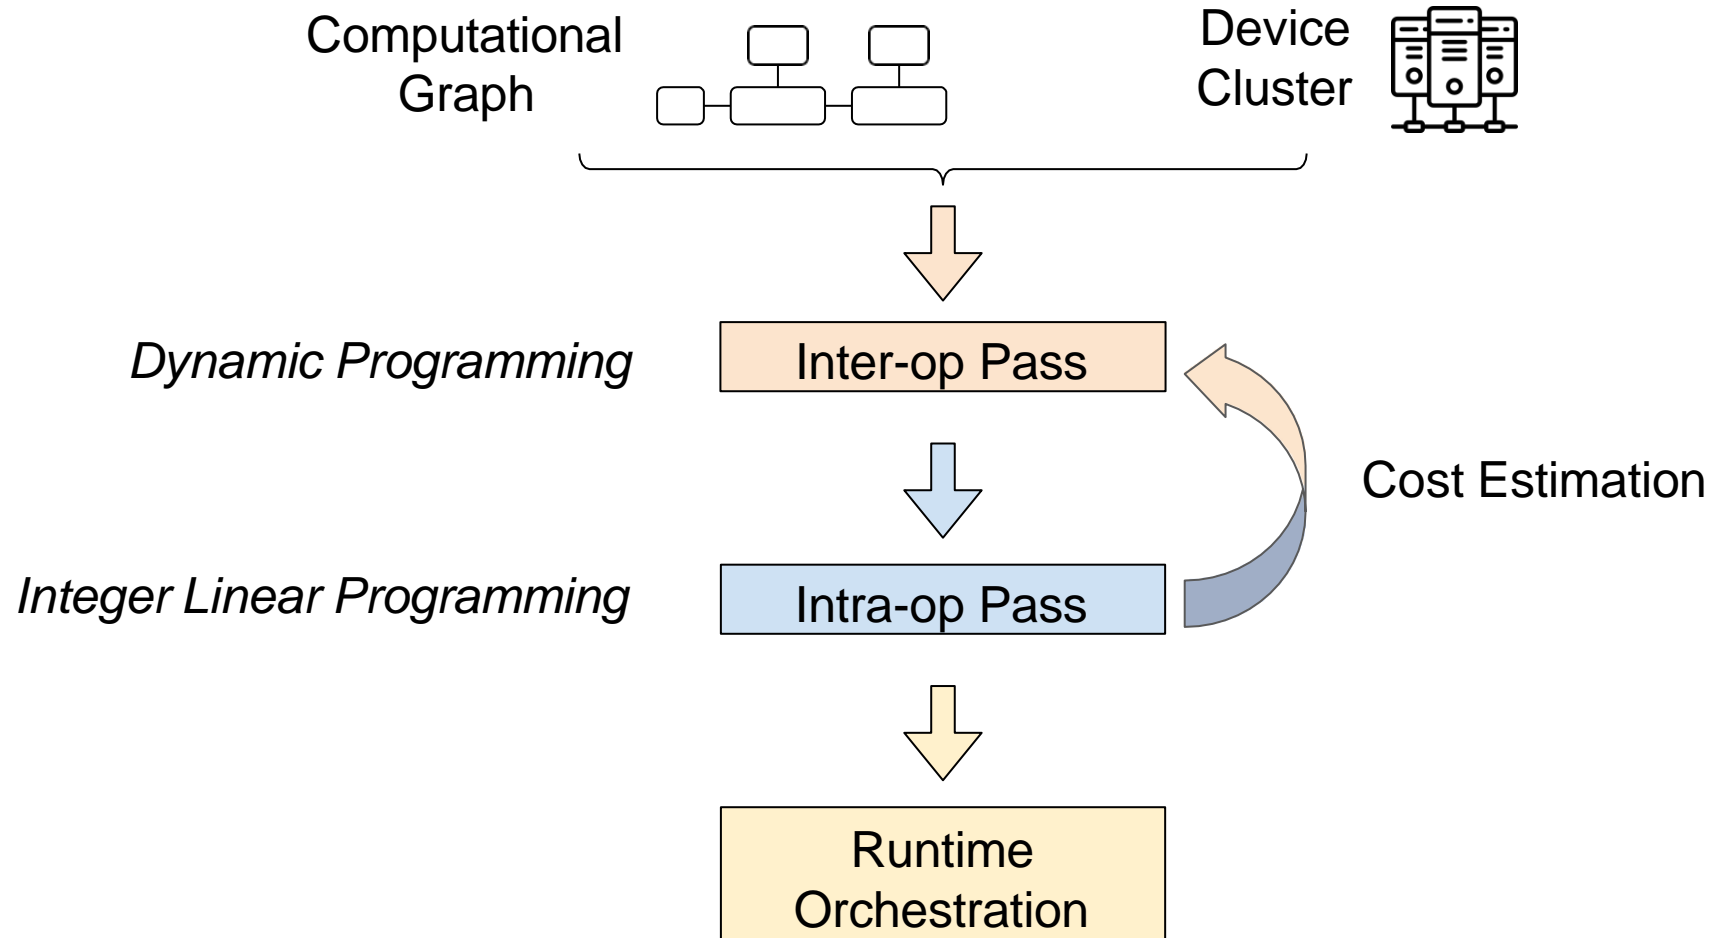 Computational
Graph
Device
Cluster
Dynamic Programming
Inter-op Pass
Cost Estimation
Integer Linear Programming
Intra-op Pass
Runtime
Orchestration